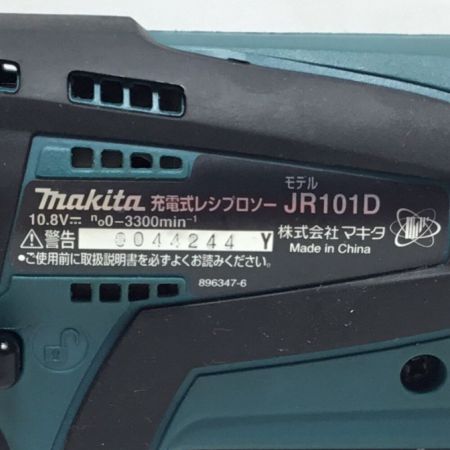 モデル
makita 充電式レシプロソー JR101D
10.8V⎓ n₀0-3300min⁻¹ 株式会社マキタ
⚠警告 6044244 Y Made in China
●ご使用前に取扱説明書を必ずよくお読みください。
896347-6